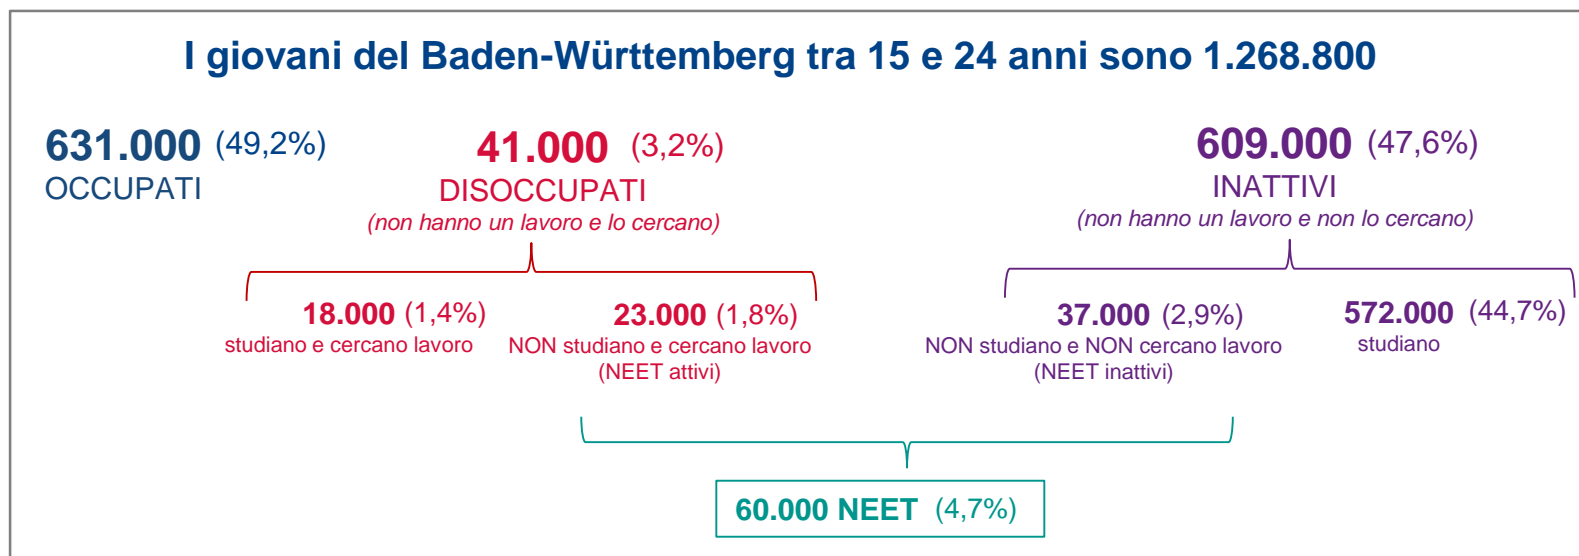 I giovani del Baden-Württemberg tra 15 e 24 anni sono 1.268.800
631.000 (49,2%)
OCCUPATI
41.000 (3,2%)
DISOCCUPATI
(non hanno un lavoro e lo cercano)
609.000 (47,6%)
INATTIVI
(non hanno un lavoro e non lo cercano)
18.000 (1,4%)
studiano e cercano lavoro
23.000 (1,8%)
NON studiano e cercano lavoro
(NEET attivi)
37.000 (2,9%)
NON studiano e NON cercano lavoro
(NEET inattivi)
572.000 (44,7%)
studiano
60.000 NEET (4,7%)